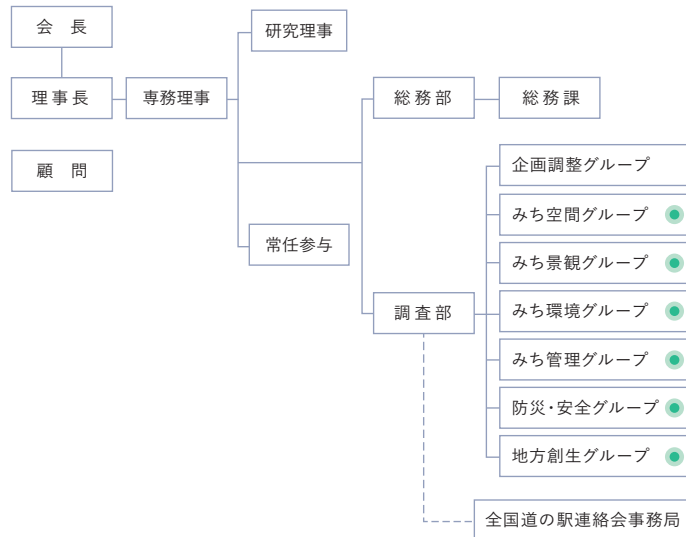 会　長
理事長
専務理事
顧　問
研究理事
常任参与
総務部
総務課
調査部
企画調整グループ
みち空間グループ
みち景観グループ
みち環境グループ
みち管理グループ
防災・安全グループ
地方創生グループ
全国道の駅連絡会事務局